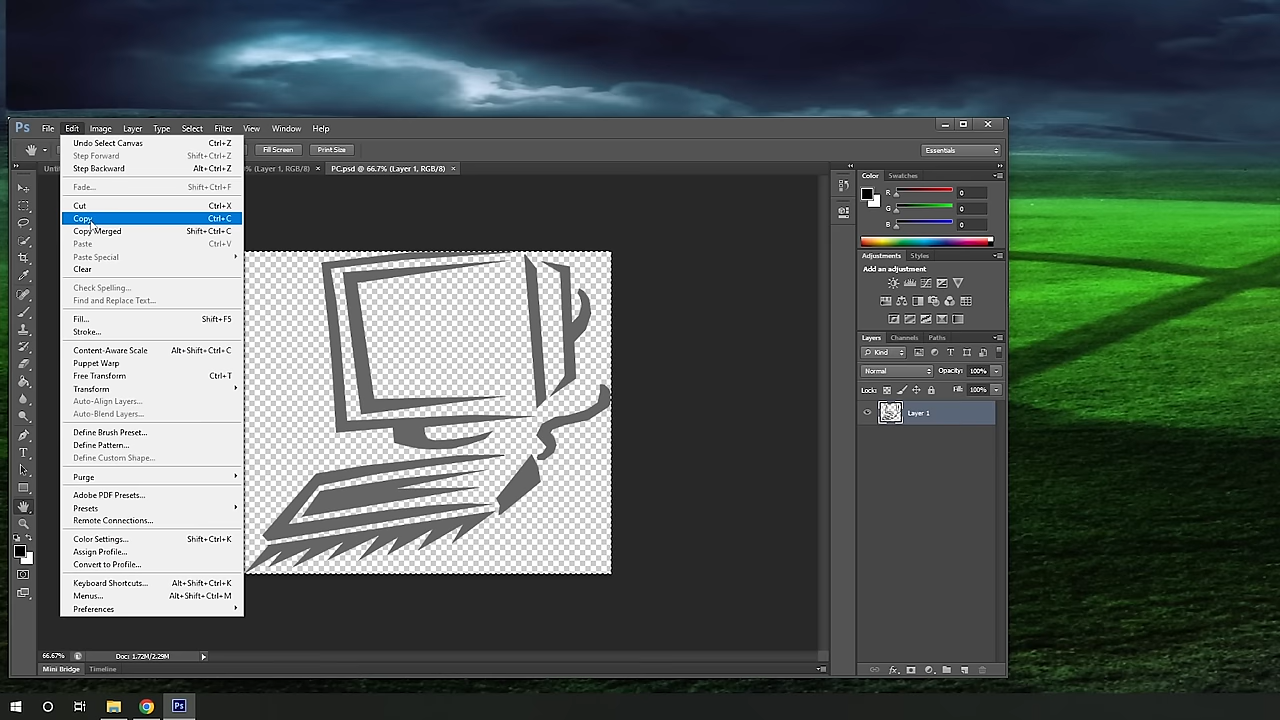 Ps File Edit Image Layer Type Select Filter View Window Help
Fill Screen Print Size Essentials
(Layer 1, RGB/8) × PC.psd @ 66.7% (Layer 1, RGB/8) ×
Undo Select Canvas Ctrl+Z
Step Forward Shift+Ctrl+Z
Step Backward Alt+Ctrl+Z
Fade... Shift+Ctrl+F
Cut Ctrl+X
Copy Ctrl+C
Copy Merged Shift+Ctrl+C
Paste Ctrl+V
Paste Special
Clear
Check Spelling...
Find and Replace Text...
Fill... Shift+F5
Stroke...
Content-Aware Scale Alt+Shift+Ctrl+C
Puppet Warp
Free Transform Ctrl+T
Transform
Auto-Align Layers...
Auto-Blend Layers...
Define Brush Preset...
Define Pattern...
Define Custom Shape...
Purge
Adobe PDF Presets...
Presets
Remote Connections...
Color Settings... Shift+Ctrl+K
Assign Profile...
Convert to Profile...
Keyboard Shortcuts... Alt+Shift+Ctrl+K
Menus... Alt+Shift+Ctrl+M
Preferences
Color Swatches
R 0
G 0
B 0
Adjustments Styles
Add an adjustment
Layers Channels Paths
Kind
Normal Opacity: 100%
Lock: Fill: 100%
Layer 1
fx
66.67% Doc: 1.72M/2.29M
Mini Bridge Timeline
Ps